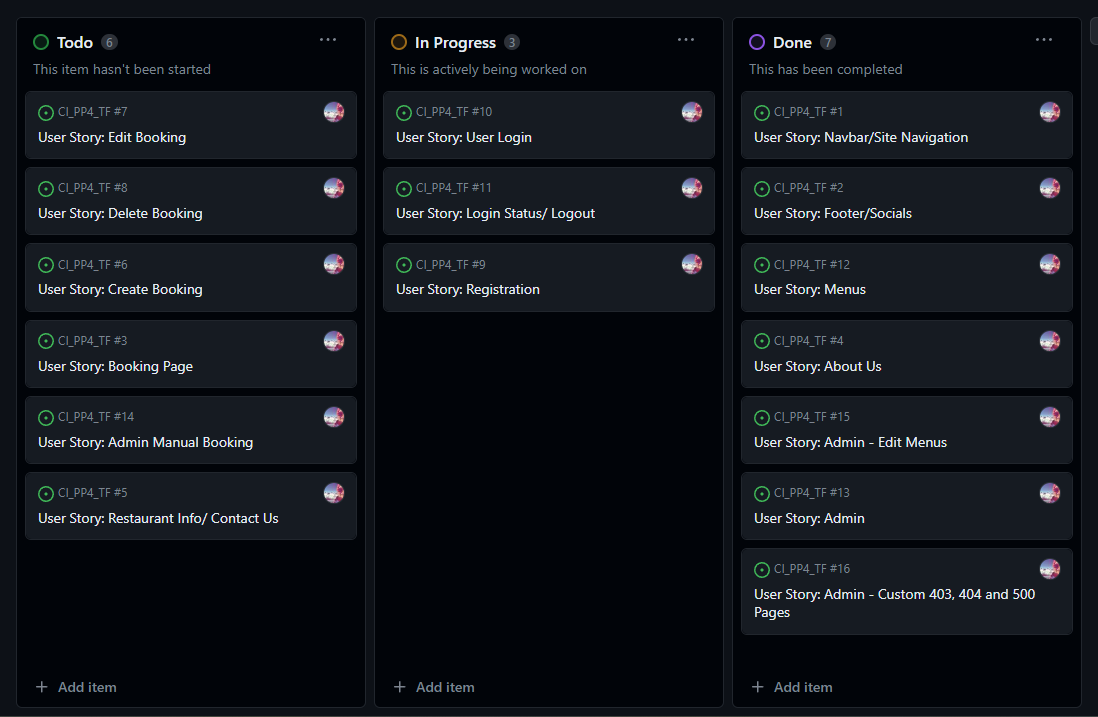 Todo 6
This item hasn't been started
CI_PP4_TF #7
User Story: Edit Booking
CI_PP4_TF #8
User Story: Delete Booking
CI_PP4_TF #6
User Story: Create Booking
CI_PP4_TF #3
User Story: Booking Page
CI_PP4_TF #14
User Story: Admin Manual Booking
CI_PP4_TF #5
User Story: Restaurant Info/ Contact Us
Add item
In Progress 3
This is actively being worked on
CI_PP4_TF #10
User Story: User Login
CI_PP4_TF #11
User Story: Login Status/ Logout
CI_PP4_TF #9
User Story: Registration
Add item
Done 7
This has been completed
CI_PP4_TF #1
User Story: Navbar/Site Navigation
CI_PP4_TF #2
User Story: Footer/Socials
CI_PP4_TF #12
User Story: Menus
CI_PP4_TF #4
User Story: About Us
CI_PP4_TF #15
User Story: Admin - Edit Menus
CI_PP4_TF #13
User Story: Admin
CI_PP4_TF #16
User Story: Admin - Custom 403, 404 and 500
Pages
Add item